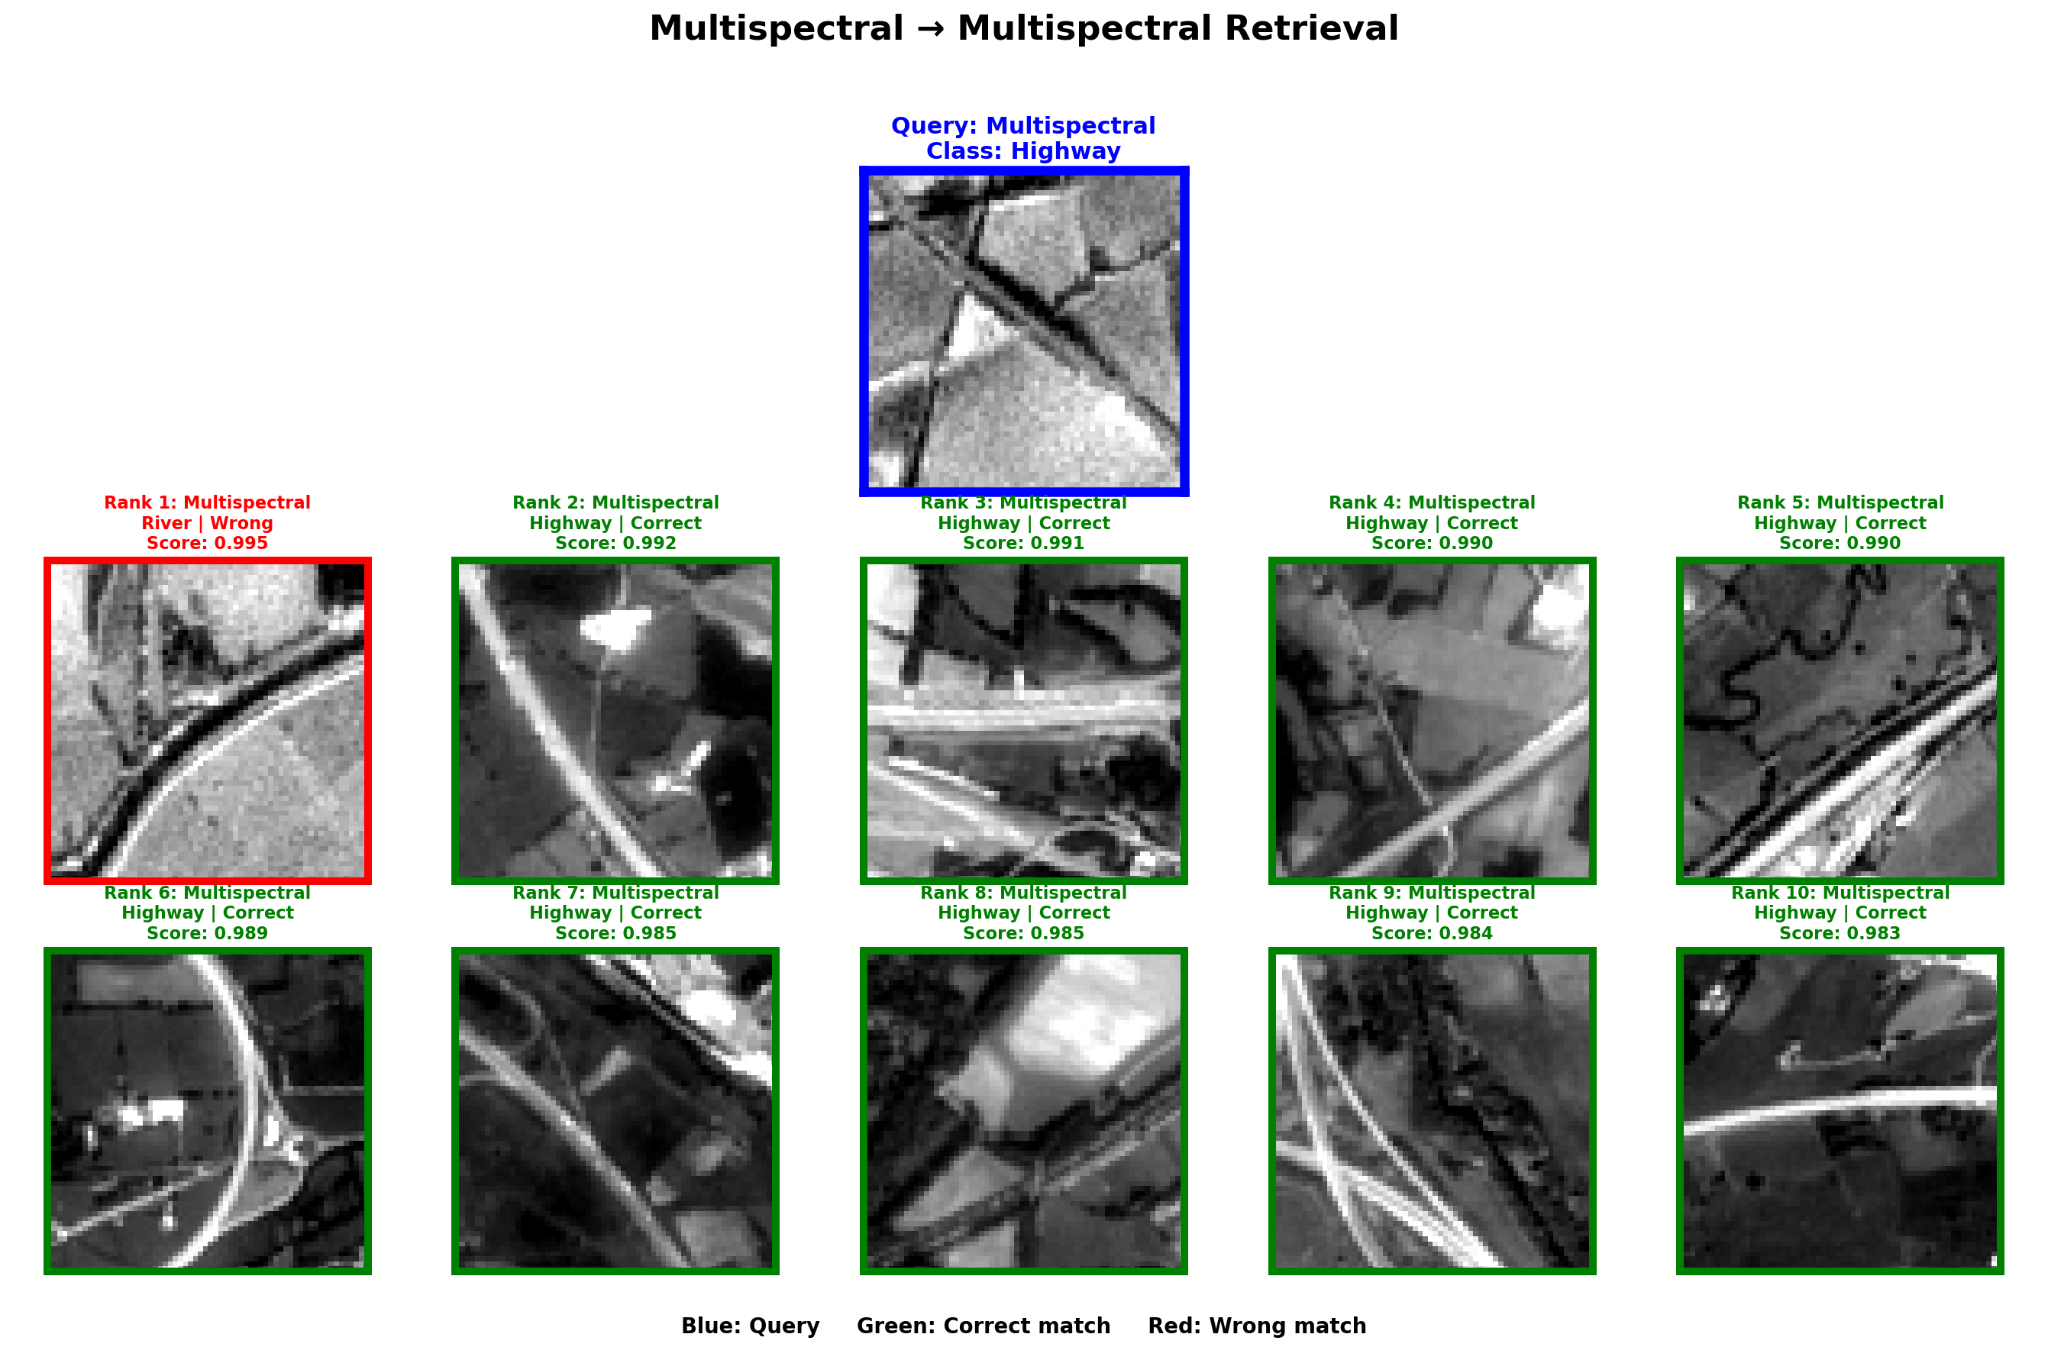 Multispectral → Multispectral Retrieval
Query: Multispectral
Class: Highway
Rank 1: Multispectral
River | Wrong
Score: 0.995
Rank 2: Multispectral
Highway | Correct
Score: 0.992
Rank 3: Multispectral
Highway | Correct
Score: 0.991
Rank 4: Multispectral
Highway | Correct
Score: 0.990
Rank 5: Multispectral
Highway | Correct
Score: 0.990
Rank 6: Multispectral
Highway | Correct
Score: 0.989
Rank 7: Multispectral
Highway | Correct
Score: 0.985
Rank 8: Multispectral
Highway | Correct
Score: 0.985
Rank 9: Multispectral
Highway | Correct
Score: 0.984
Rank 10: Multispectral
Highway | Correct
Score: 0.983
Blue: Query Green: Correct match Red: Wrong match